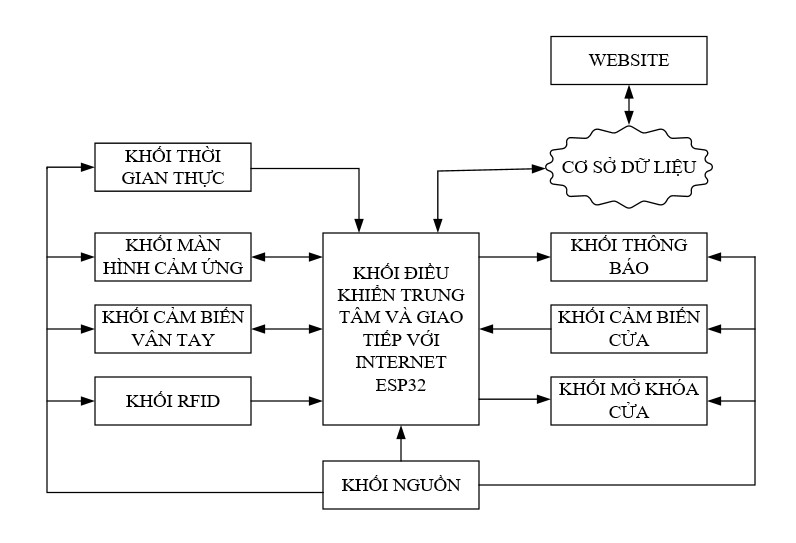 WEBSITE
CƠ SỞ DỮ LIỆU
KHỐI THỜI
GIAN THỰC
KHỐI MÀN
HÌNH CẢM ỨNG
KHỐI CẢM BIẾN
VÂN TAY
KHỐI RFID
KHỐI ĐIỀU
KHIỂN TRUNG
TÂM VÀ GIAO
TIẾP VỚI
INTERNET
ESP32
KHỐI THÔNG
BÁO
KHỐI CẢM BIẾN
CỬA
KHỐI MỞ KHÓA
CỬA
KHỐI NGUỒN